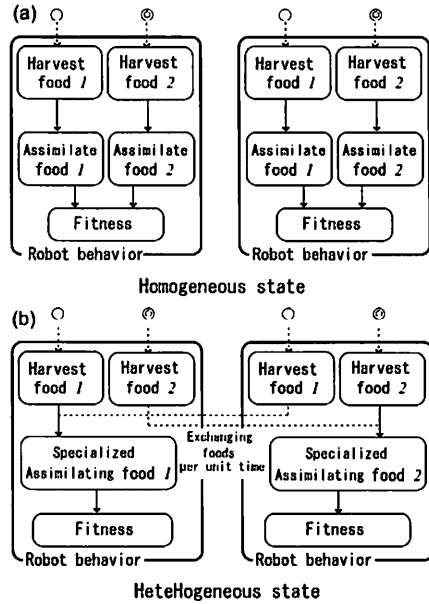 (a)
Harvest food 1 Harvest food 2 Harvest food 1 Harvest food 2
Assimilate food 1 Assimilate food 2 Assimilate food 1 Assimilate food 2
Fitness Fitness
Robot behavior Robot behavior
Homogeneous state
(b)
Harvest food 1 Harvest food 2 Harvest food 1 Harvest food 2
Exchanging foods per unit time
Specialized Assimilating food 1 Specialized Assimilating food 2
Fitness Fitness
Robot behavior Robot behavior
HeteHogeneous state